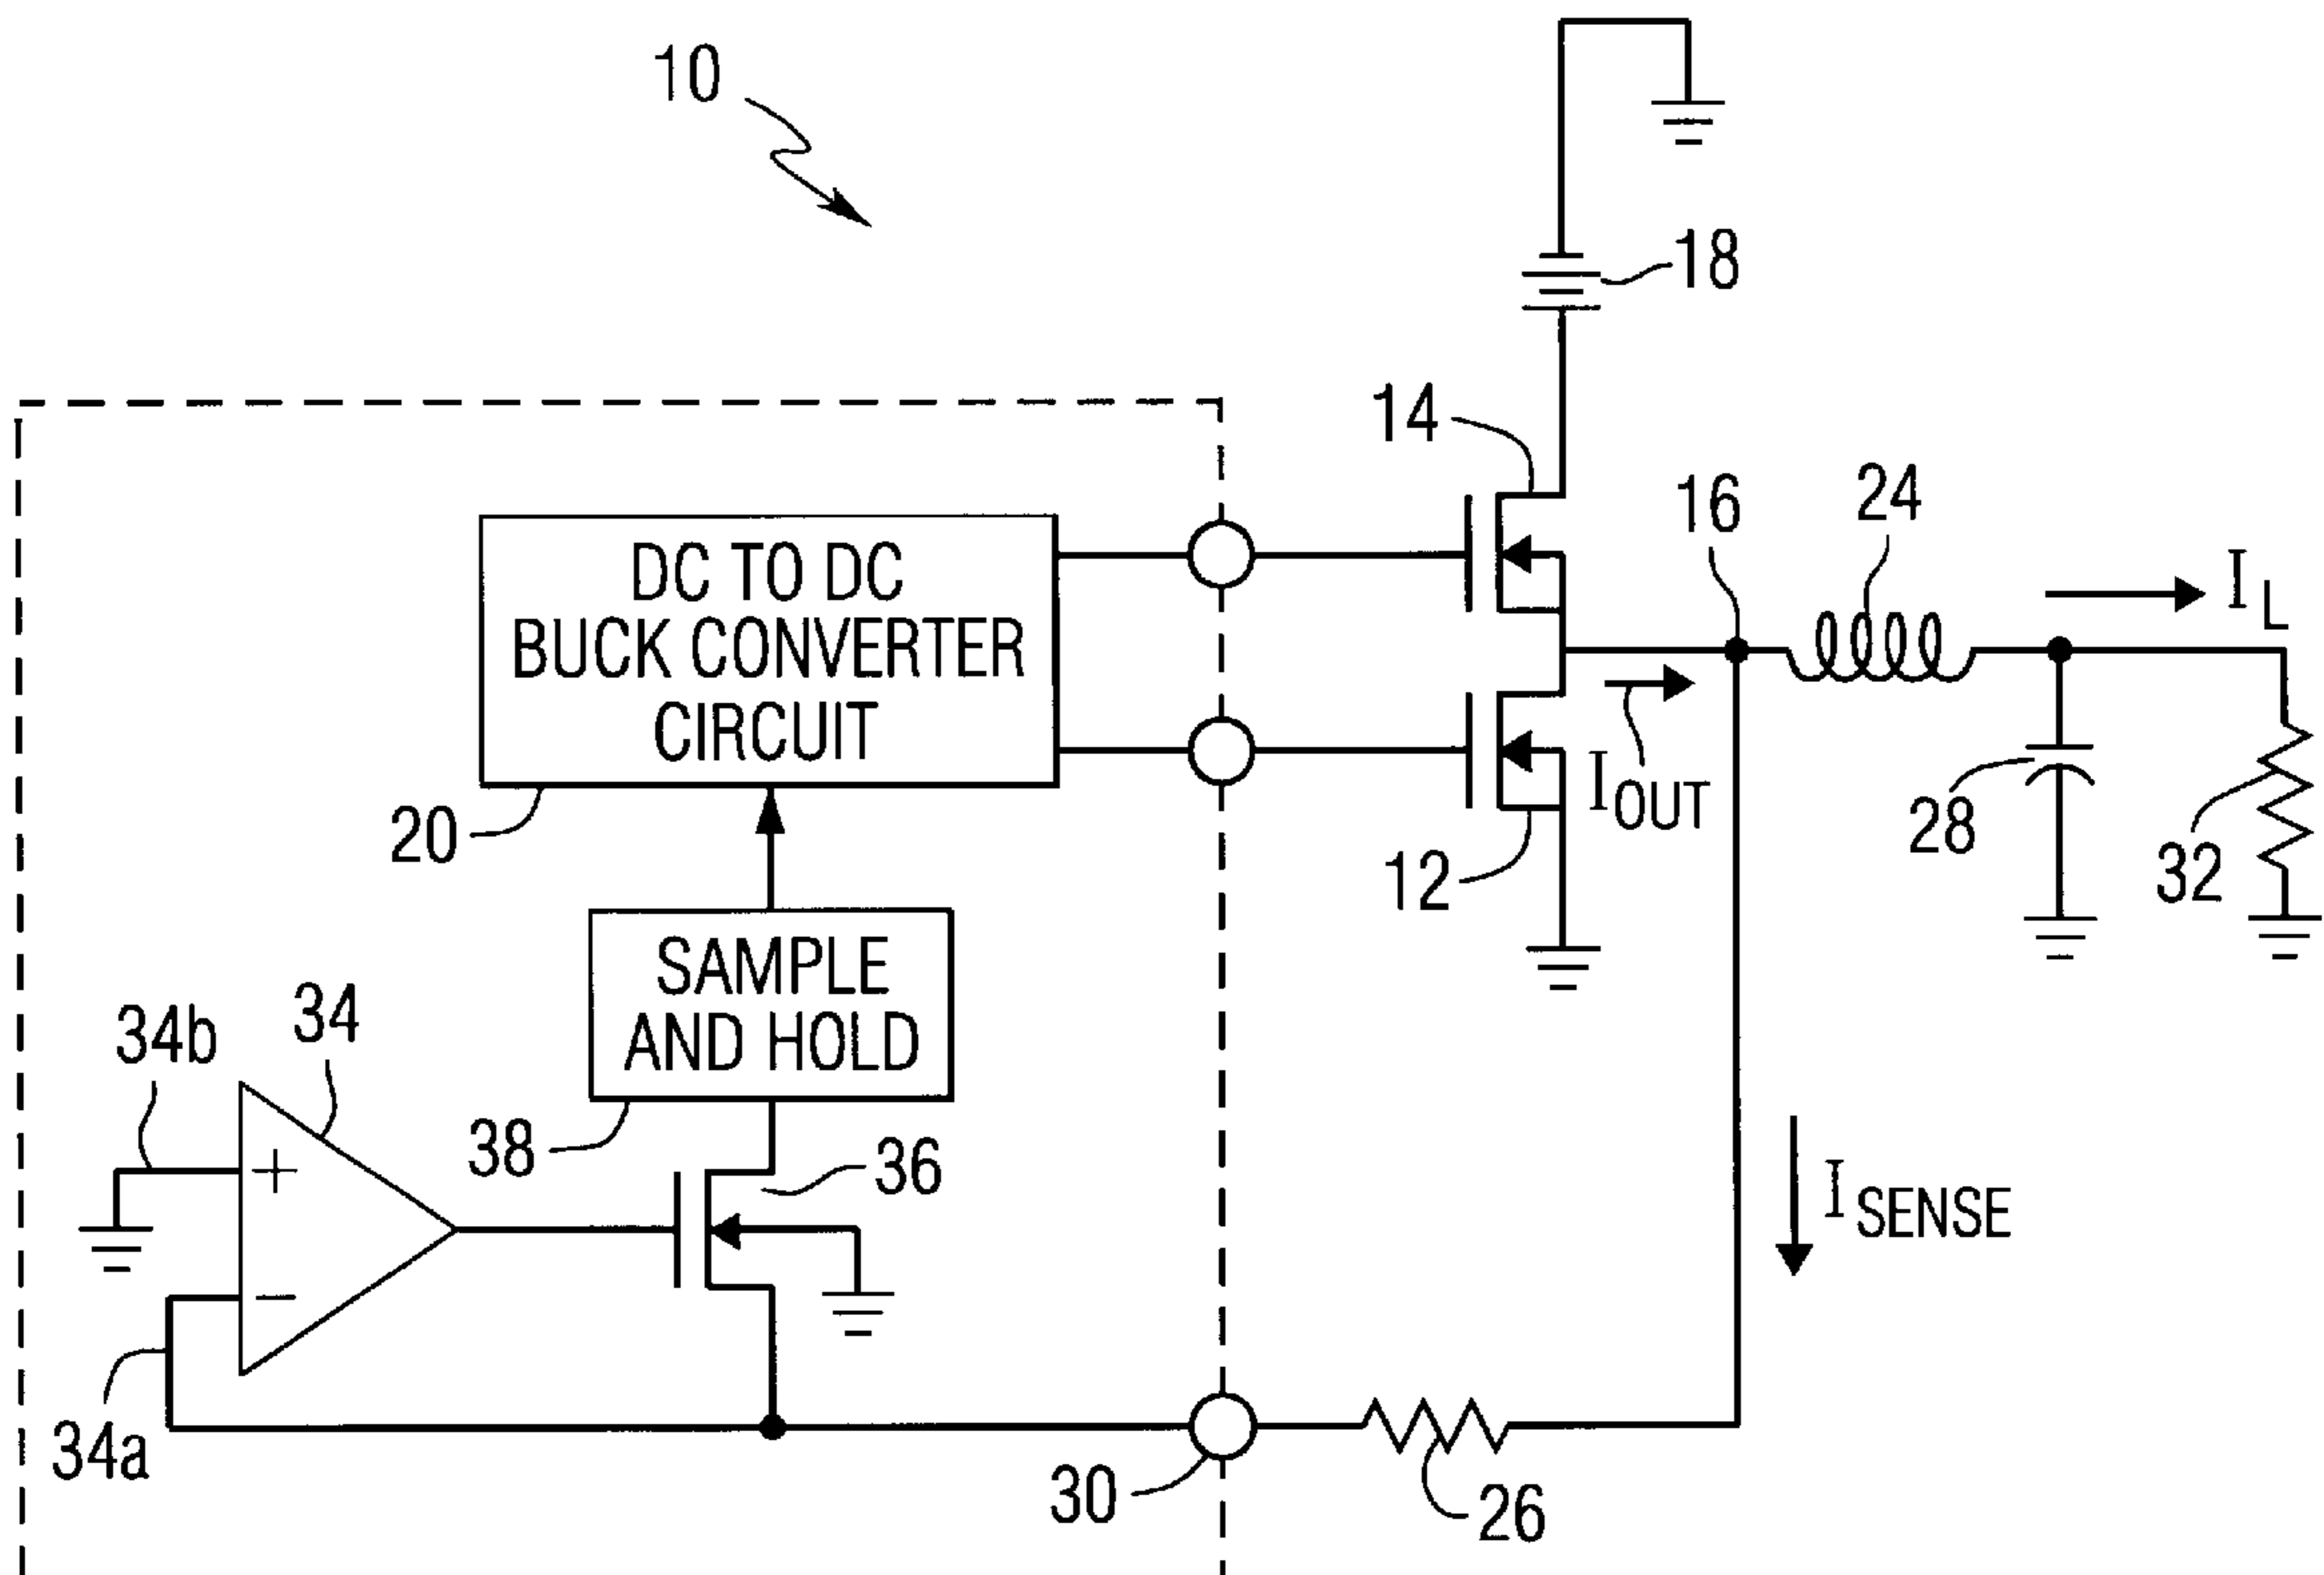 10
18
14
16
24
I L
DC TO DC
BUCK CONVERTER
CIRCUIT
20
I OUT
12
28
32
SAMPLE
AND HOLD
34b
34
38
36
+
−
I SENSE
34a
30
26